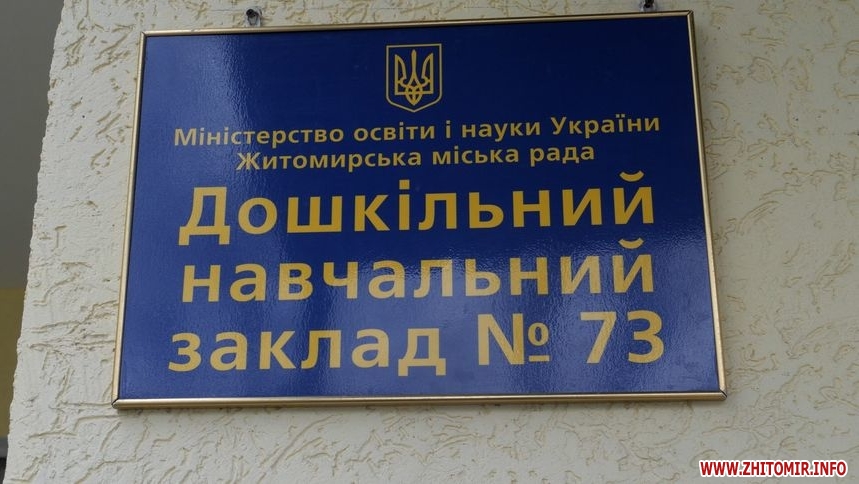 Міністерство освіти і науки України
Житомирська міська рада
Дошкільний
навчальний
заклад № 73
WWW.ZHITOMIR.INFO